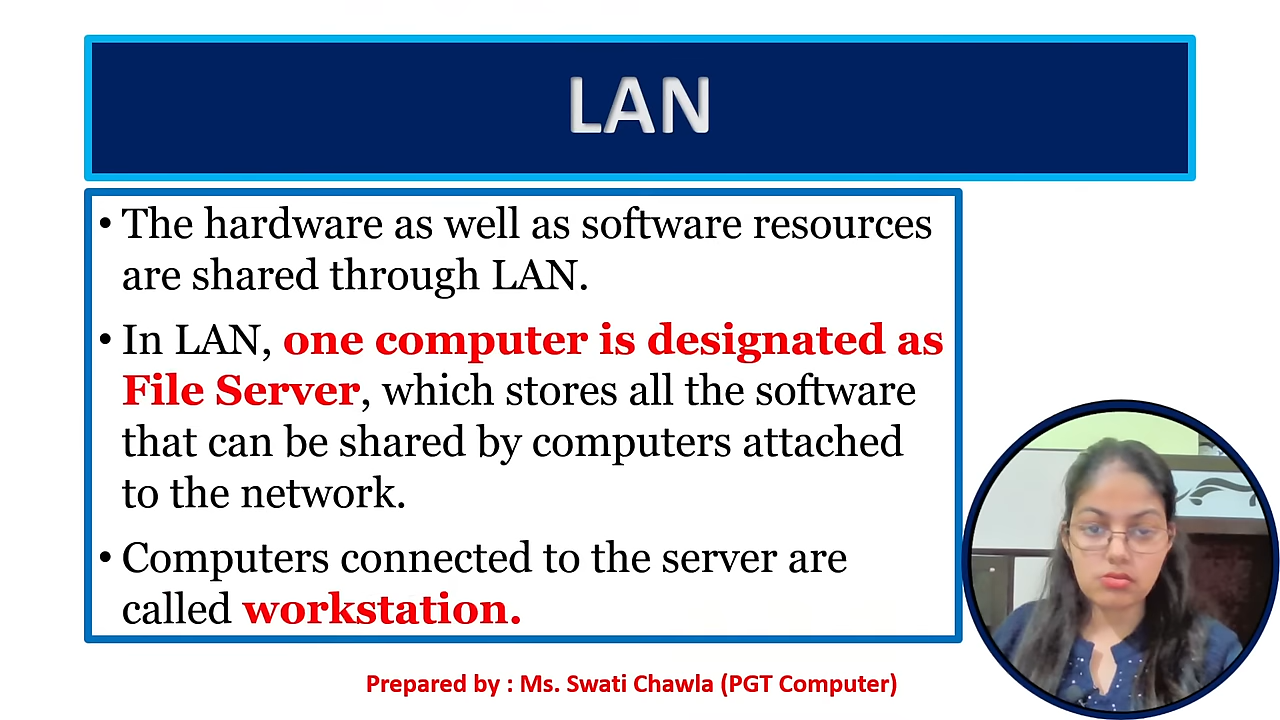 LAN
• The hardware as well as software resources
are shared through LAN.
• In LAN, one computer is designated as
File Server, which stores all the software
that can be shared by computers attached
to the network.
• Computers connected to the server are
called workstation.
Prepared by : Ms. Swati Chawla (PGT Computer)